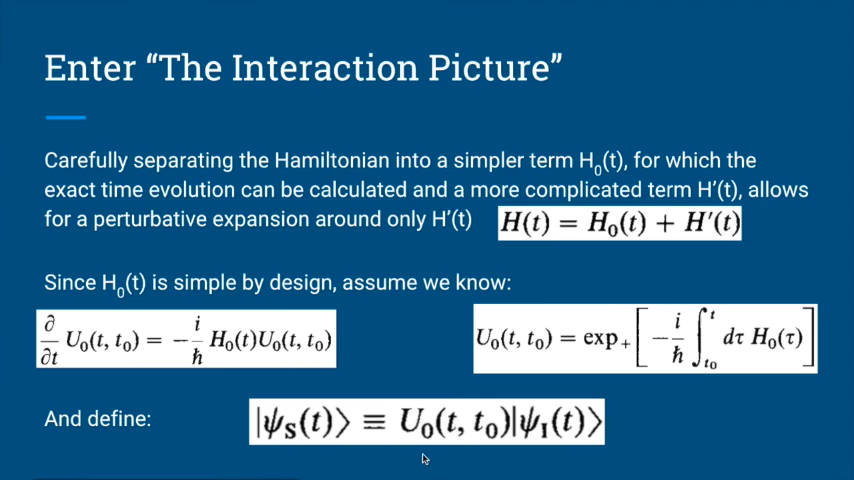 Enter “The Interaction Picture”
Carefully separating the Hamiltonian into a simpler term H₀(t), for which the
exact time evolution can be calculated and a more complicated term H’(t), allows
for a perturbative expansion around only H’(t)
H(t) = H₀(t) + H′(t)
Since H₀(t) is simple by design, assume we know:
∂/∂t U₀(t, t₀) = −i/ħ H₀(t)U₀(t, t₀)
U₀(t, t₀) = exp₊[−i/ħ ∫ₜ₀ᵗ dτ H₀(τ)]
And define:
|ψ_S(t)⟩ ≡ U₀(t, t₀)|ψ_I(t)⟩